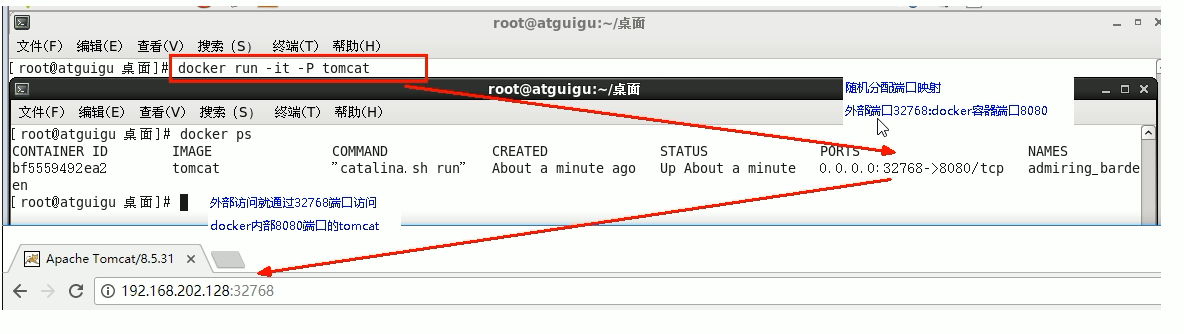 root@atguigu:~/桌面
文件(F) 编辑(E) 查看(V) 搜索 (S) 终端(T) 帮助(H)
[root@atguigu 桌面]# docker run -it -P tomcat
root@atguigu:~/桌面
随机分配端口映射
文件(F) 编辑(E) 查看(V) 搜索 (S) 终端(T) 帮助(H)
外部端口32768:docker容器端口8080
[root@atguigu 桌面]# docker ps
CONTAINER ID IMAGE COMMAND CREATED STATUS PORTS NAMES
bf5559492ea2 tomcat "catalina.sh run" About a minute ago Up About a minute 0.0.0.0:32768->8080/tcp admiring_barde
en
[root@atguigu 桌面]#
外部访问就通过32768端口访问
docker内部8080端口的tomcat
Apache Tomcat/8.5.31
192.168.202.128:32768